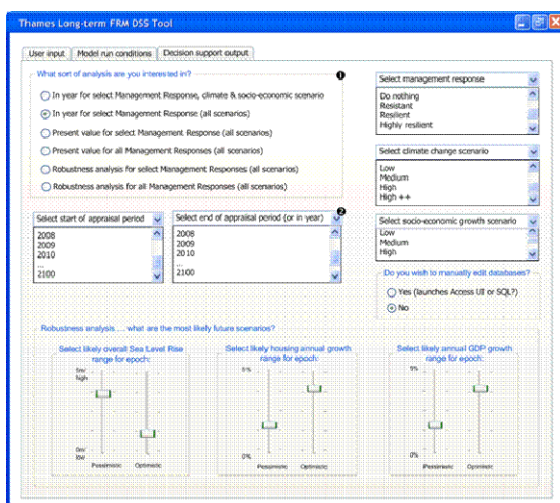 Thames Long-term FRM DSS Tool
User input
Model run conditions
Decision support output
What sort of analysis are you interested in?
1
In year for select Management Response, climate & socio-economic scenario
In year for select Management Response (all scenarios)
Present value for select Management Response (all scenarios)
Present value for all Management Responses (all scenarios)
Robustness analysis for select Management Responses (all scenarios)
Robustness analysis for all Management Responses (all scenarios)
Select management response
Do nothing
Resistant
Resilient
Highly resilient
Select climate change scenario
Low
Medium
High
High ++
Select start of appraisal period
2008
2009
2010
...
2100
Select end of appraisal period (or in year)
2
2008
2009
2010
...
2100
Select socio-economic growth scenario
Low
Medium
High
Do you wish to manually edit databases?
Yes (launches Access UI or SQL?)
No
Robustness analysis.... what are the most likely future scenarios?
Select likely overall Sea Level Rise
range for epoch:
high
0m/
low
Pessimistic
Optimistic
Select likely housing annual growth
range for epoch:
0%
Pessimistic
Optimistic
Select likely annual GDP growth
range for epoch:
0%
Pessimistic
Optimistic